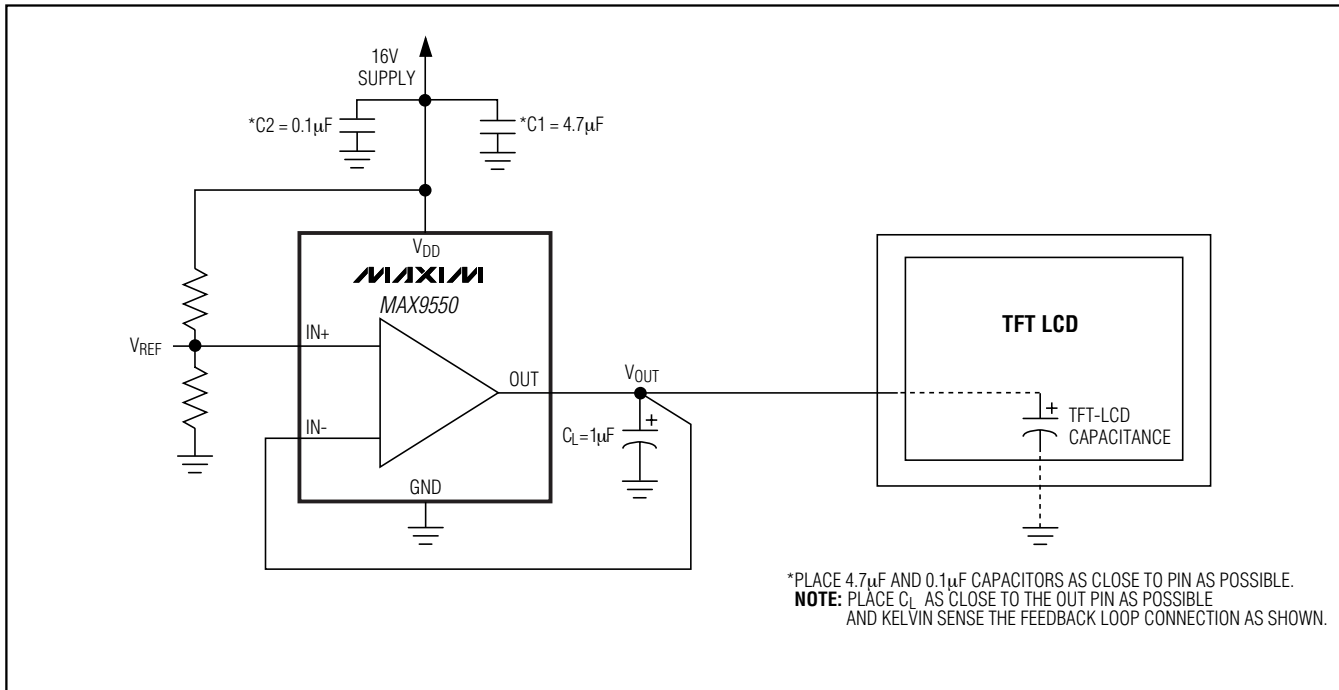 16V
SUPPLY
*C2 = 0.1µF
*C1 = 4.7µF
VDD
MAXIM
MAX9550
IN+
VREF
OUT
VOUT
IN-
CL=1µF
+
GND
TFT LCD
+
TFT-LCD
CAPACITANCE
*PLACE 4.7µF AND 0.1µF CAPACITORS AS CLOSE TO PIN AS POSSIBLE.
NOTE: PLACE CL AS CLOSE TO THE OUT PIN AS POSSIBLE
AND KELVIN SENSE THE FEEDBACK LOOP CONNECTION AS SHOWN.